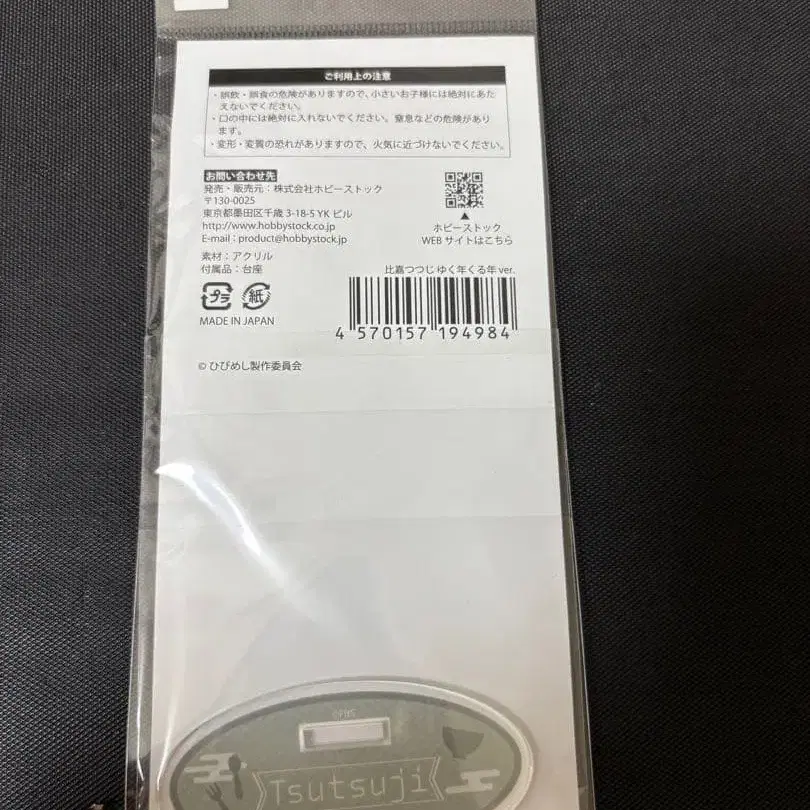 ご利用上の注意
・誤飲・誤食の危険がありますので、小さいお子様には絶対にあた
えないでください。
・口の中には絶対に入れないでください。窒息などの危険があり
ます。
・変形・変質の恐れがありますので、火気に近づけないでください。
お問い合わせ先
発売・販売元：株式会社ホビーストック
〒130-0025
東京都墨田区千歳 3-18-5 YK ビル
http://www.hobbystock.co.jp
E-mail : product@hobbystock.jp
▲
ホビーストック
WEB サイトはこちら
素材：アクリル
付属品：台座
プラ
紙
MADE IN JAPAN
比嘉つつじ ゆく年くる年 ver.
4 570157 194984
© ひびめし製作委員会
Tsutsuji